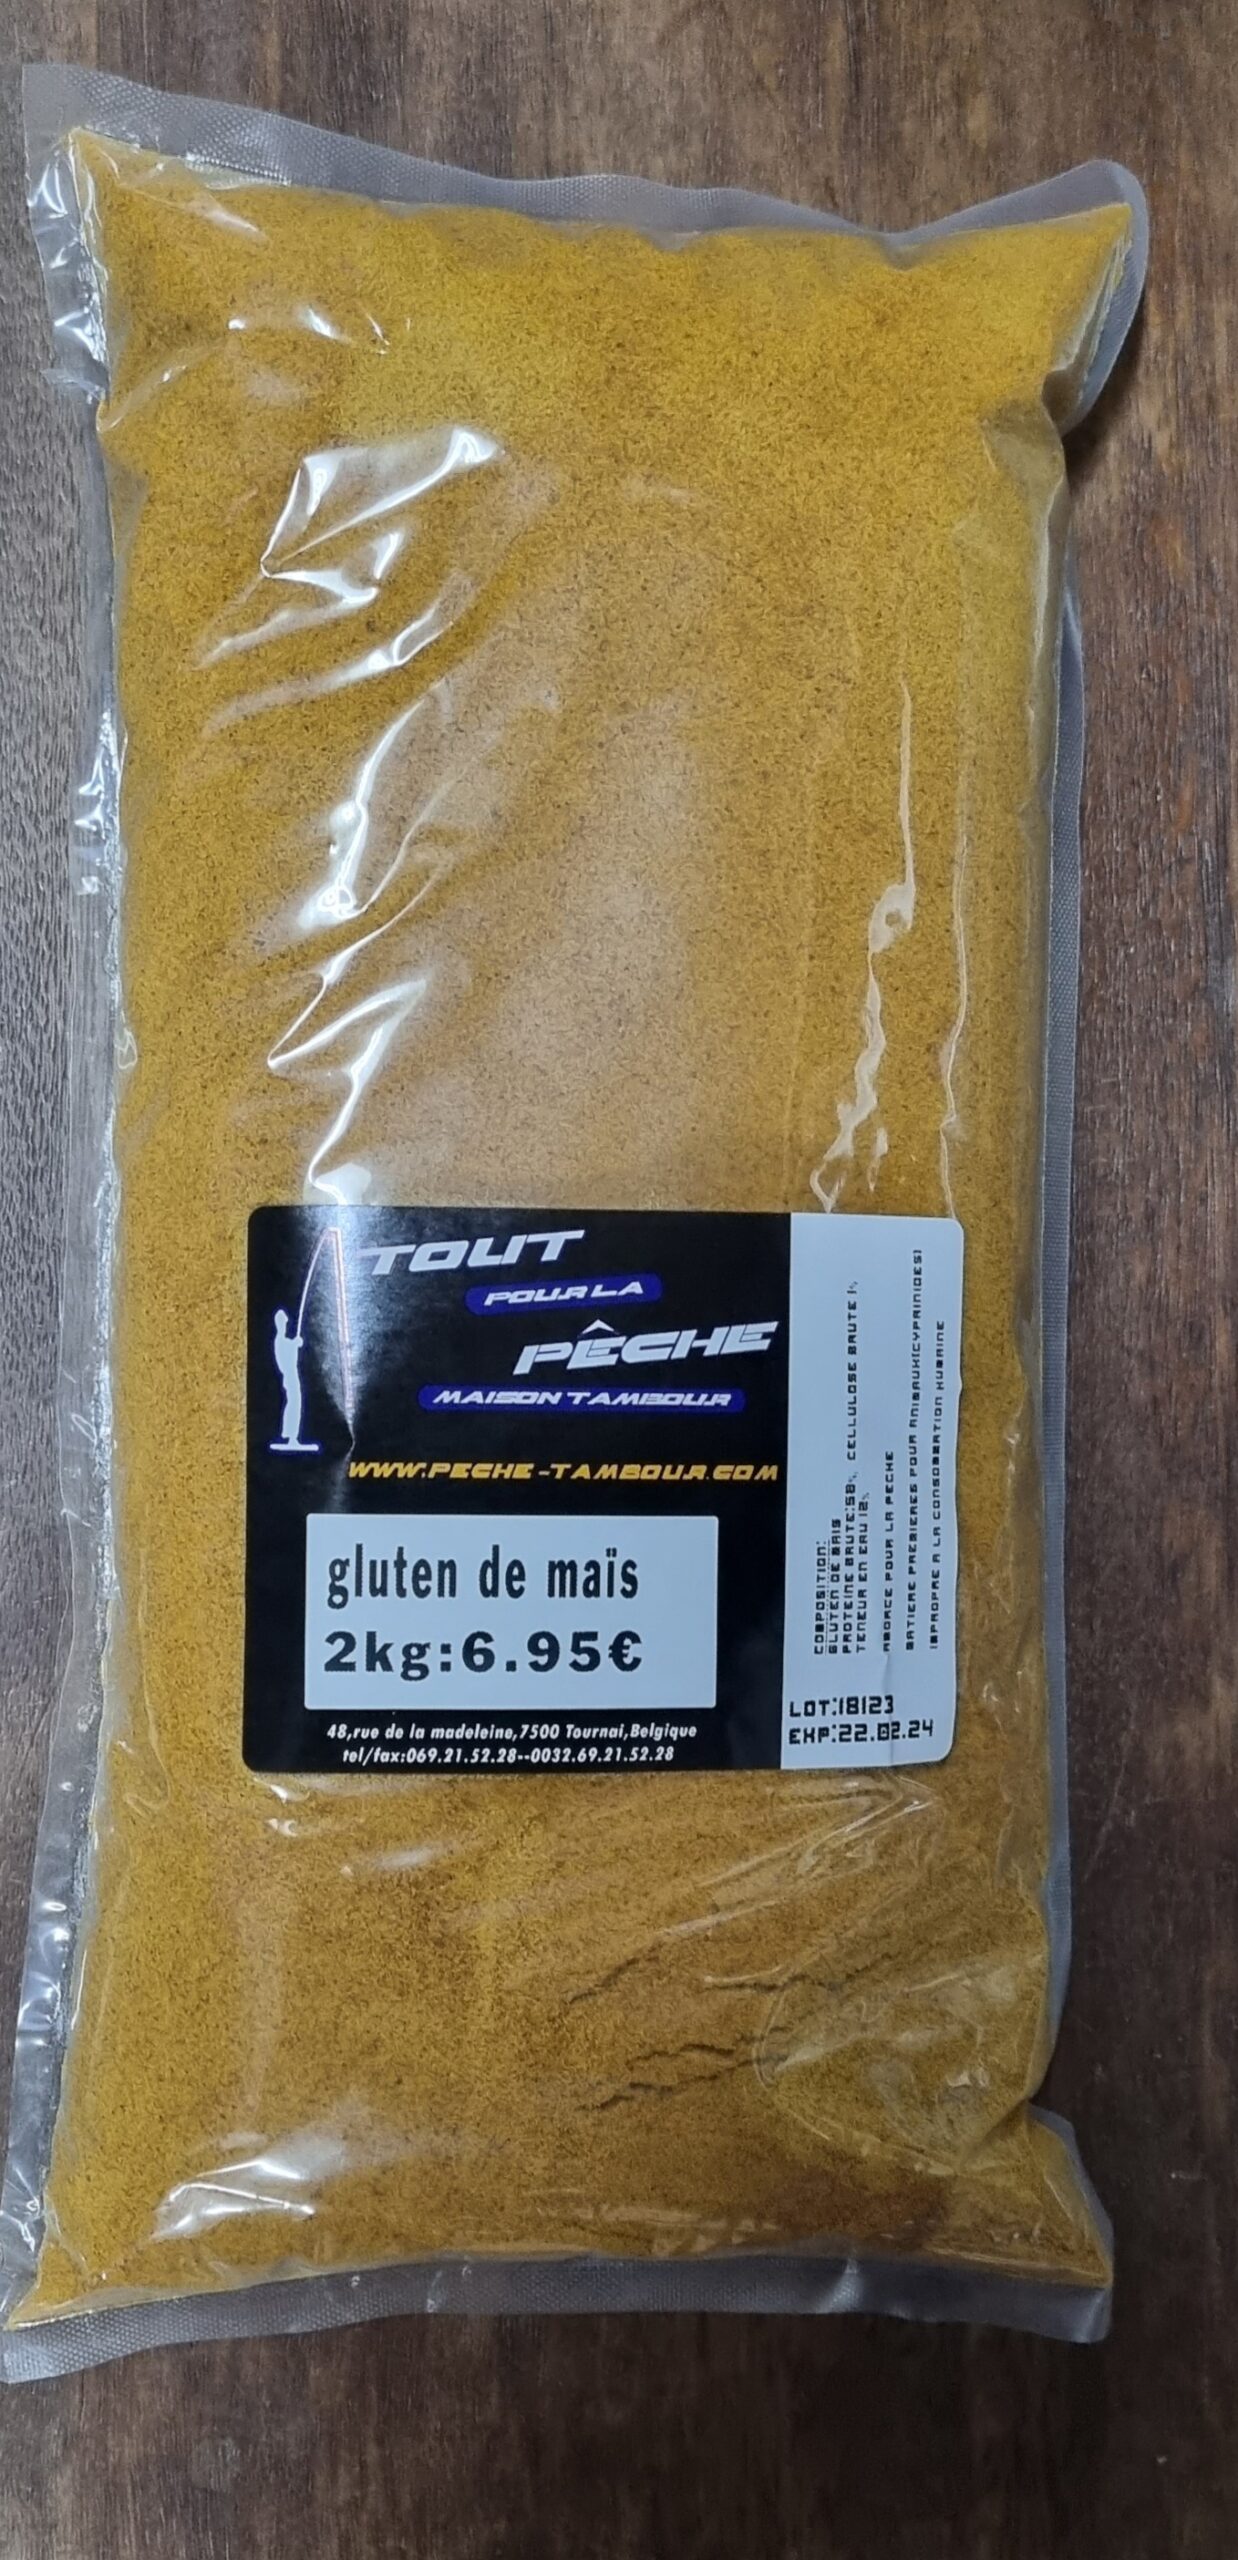 TOUT
POUR LA
PÊCHE
MAISON TAMBOUR
WWW.PECHE-TAMBOUR.COM
gluten de maïs
2kg:6.95€
48,rue de la madeleine,7500 Tournai,Belgique
tel/fax:069.21.52.28--0032.69.21.52.28
COMPOSITION:
GLUTEN DE MAIS
PROTEINE BRUTE:58%, CELLULOSE BRUTE 1%
TENEUR EN EAU 12%
AMORCE POUR LA PECHE
MATIERE PREMIERES POUR ANIMAUX(CYPRINIDES)
IMPROPRE A LA CONSOMMATION HUMAINE
LOT:18123
EXP:22.02.24